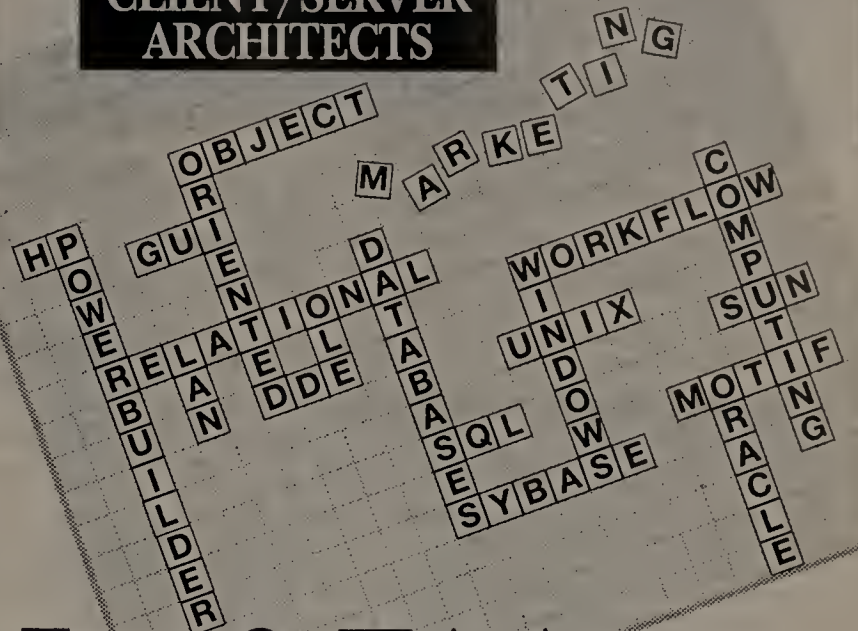 CLIENT/SERVER
ARCHITECTS
MARKETING
OBJECT
ORIENTED
HP
POWERBUILDER
GUI
RELATIONAL
LAN
OLE
DDE
DATABASES
SQL
SYBASE
WINDOWS
WORKFLOW
UNIX
COMPUTING
SUN
MOTIF
ORACLE